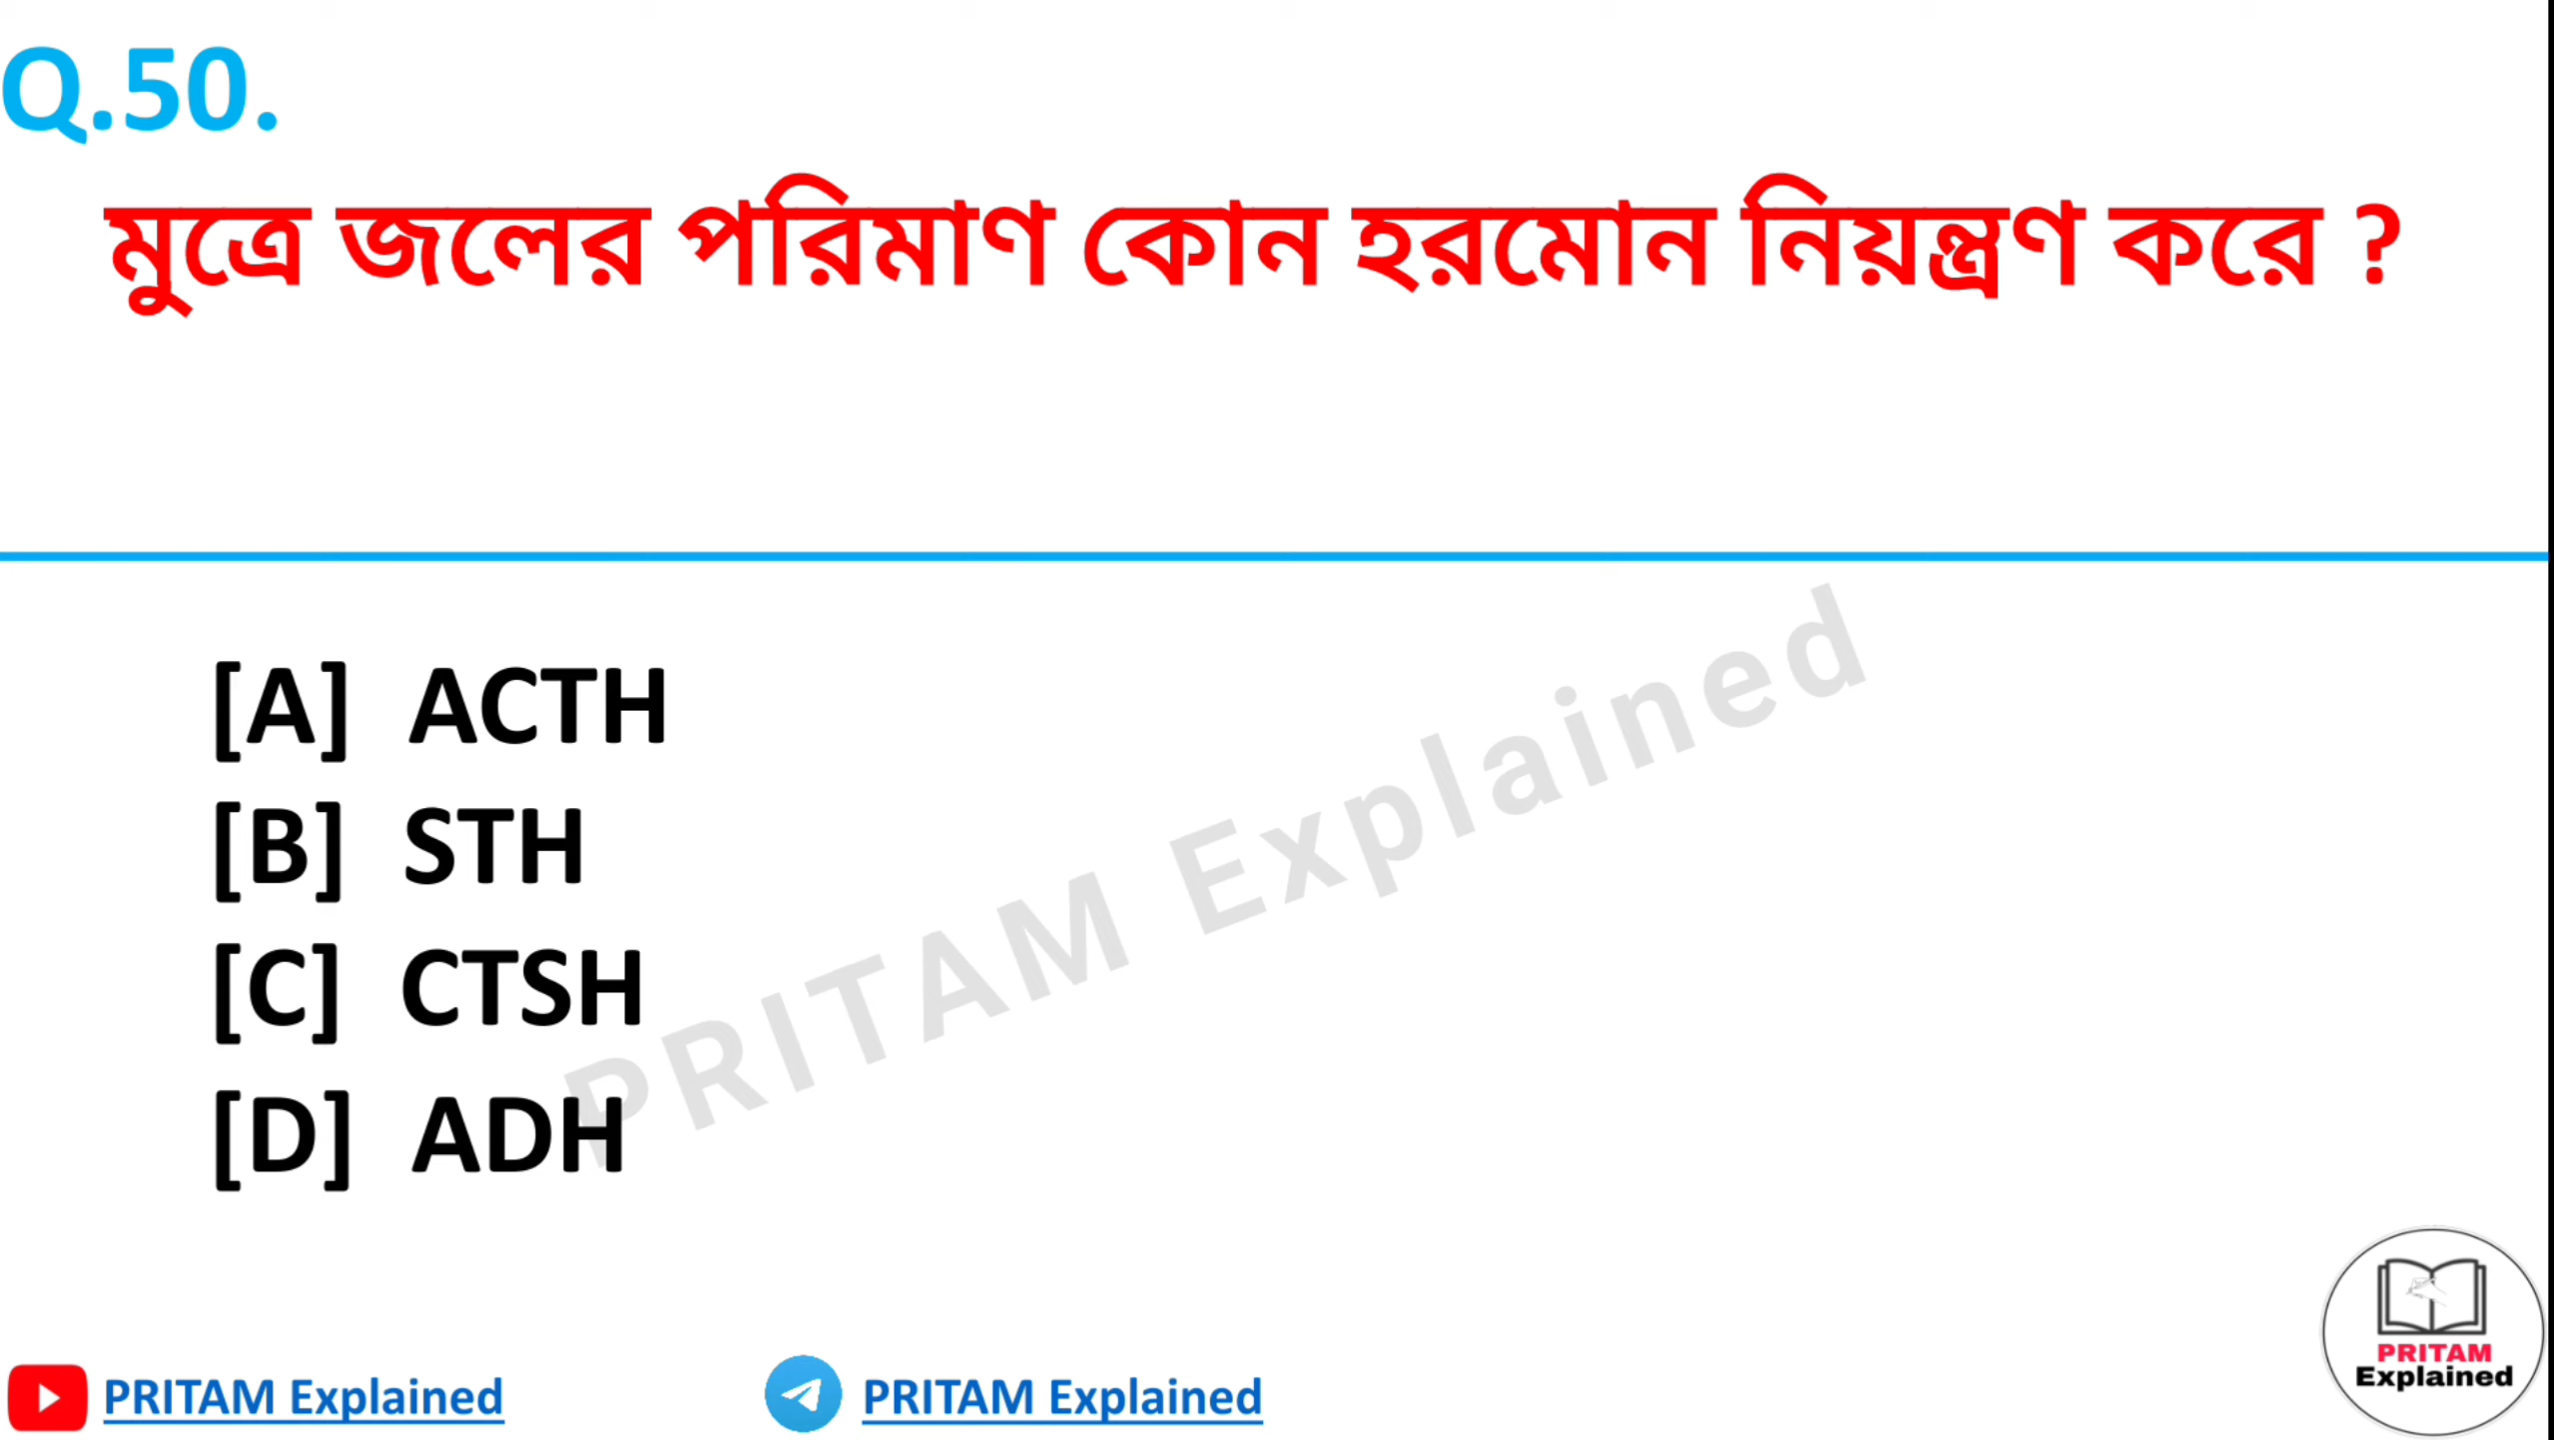 Q.50.
মুত্রে জলের পরিমাণ কোন হরমোন নিয়ন্ত্রণ করে ?
[A] ACTH
[B] STH
[C] CTSH
[D] ADH
PRITAM Explained
PRITAM Explained
PRITAM Explained
PRITAM
Explained